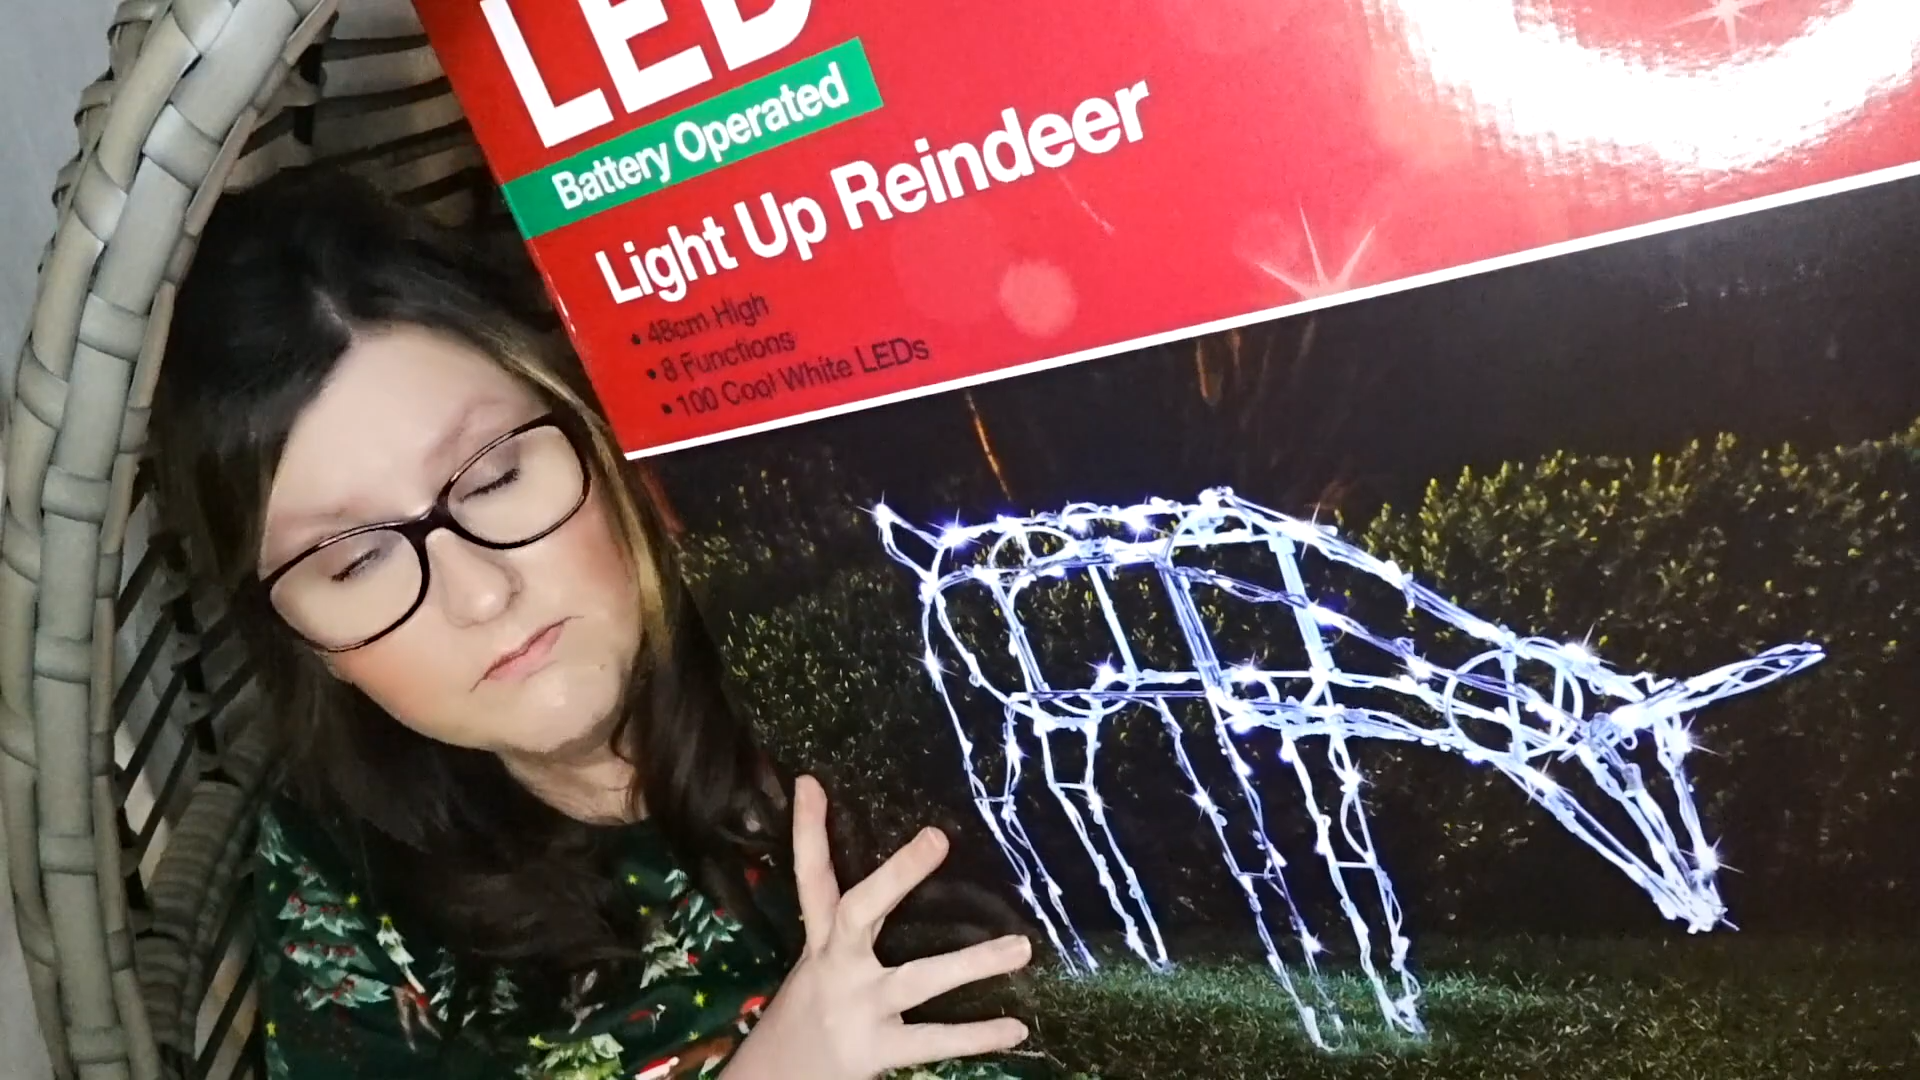 LED
Battery Operated
Light Up Reindeer
• 48cm High
• 8 Functions
• 100 Cool White LEDs